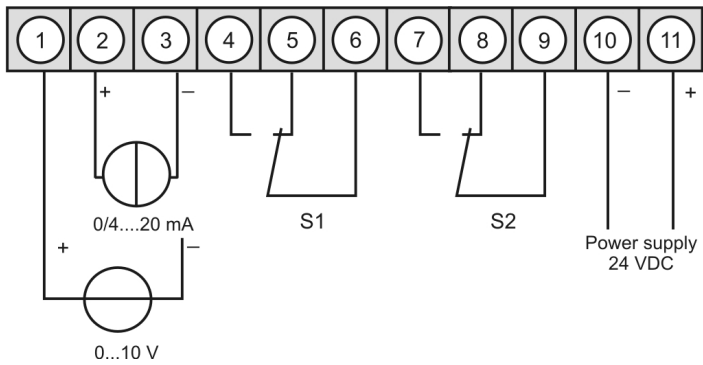 1 2 3 4 5 6 7 8 9 10 11
+ – – +
0/4....20 mA S1 S2
+ –
Power supply
24 VDC
0...10 V